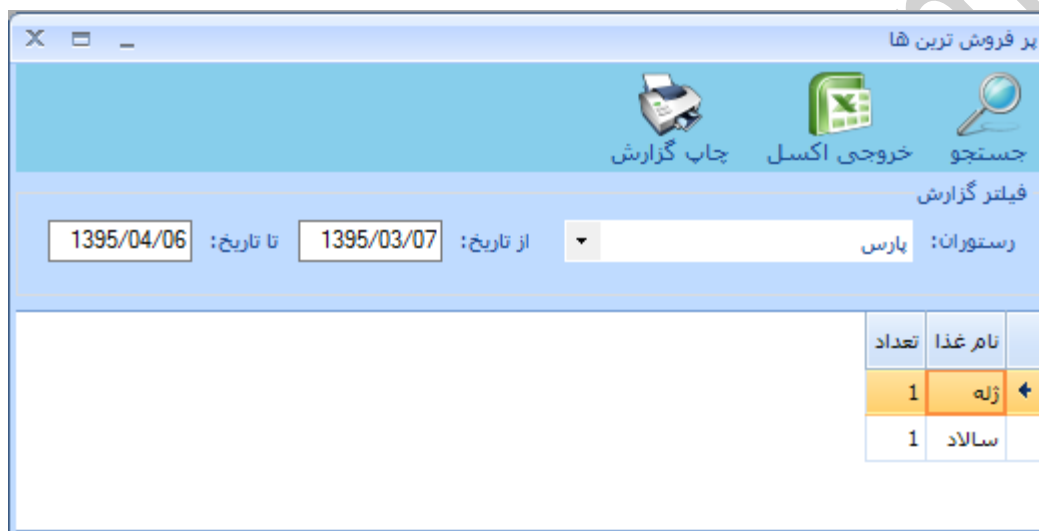 پر فروش ترین ها
جستجو خروجی اکسل چاپ گزارش
فیلتر گزارش
رستوران: پارس از تاریخ: 1395/03/07 تا تاریخ: 1395/04/06
نام غذا تعداد
ژله 1
سالاد 1